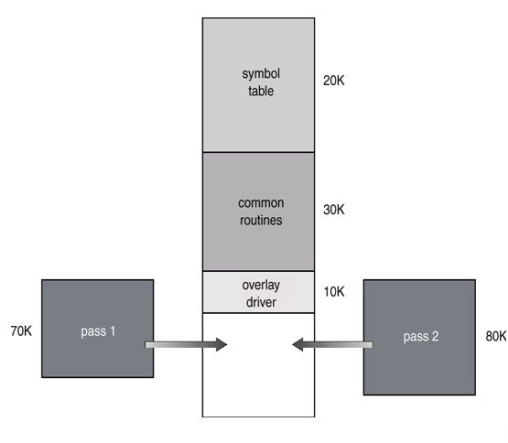 symbol
table
20K
common
routines
30K
overlay
driver
10K
70K
pass 1
pass 2
80K